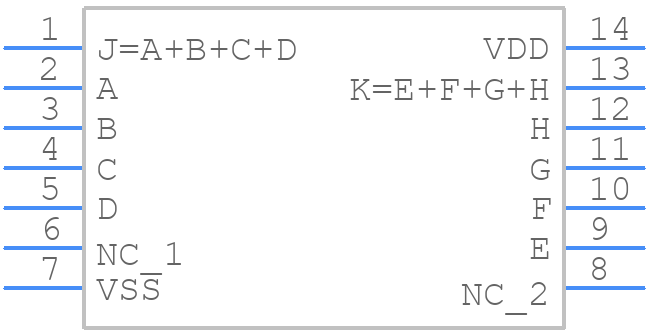 1 J=A+B+C+D VDD 14
2 A K=E+F+G+H 13
3 B H 12
4 C G 11
5 D F 10
6 NC_1 E 9
7 VSS NC_2 8